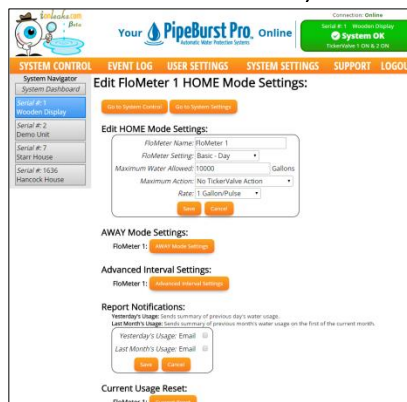 tonleaks.com
Beta
Your PipeBurst Pro. Online
Automatic Water Protection Systems
Connection: Online
Serial #: 1 Wooden Display
System OK
TickerValve 1 ON & 2 ON
SYSTEM CONTROL EVENT LOG USER SETTINGS SYSTEM SETTINGS SUPPORT LOGOU
System Navigator
System Dashboard
Serial #: 1
Wooden Display
Serial #: 2
Demo Unit
Serial #: 7
Starr House
Serial #: 1636
Hancock House
Edit FloMeter 1 HOME Mode Settings:
Go to System Control Go to System Settings
Edit HOME Mode Settings:
FloMeter Name: FloMeter 1
FloMeter Setting: Basic - Day
Maximum Water Allowed: 10000 Gallons
Maximum Action: No TickerValve Action
Rate: 1 Gallon/Pulse
Save Cancel
AWAY Mode Settings:
FloMeter 1: AWAY Mode Settings
Advanced Interval Settings:
FloMeter 1: Advanced Interval Settings
Report Notifications:
Yesterday's Usage: Sends summary of previous day's water usage.
Last Month's Usage: Sends summary of previous month's water usage on the first of the current month.
Yesterday's Usage: Email
Last Month's Usage: Email
Save Cancel
Current Usage Reset:
FloMeter 1: